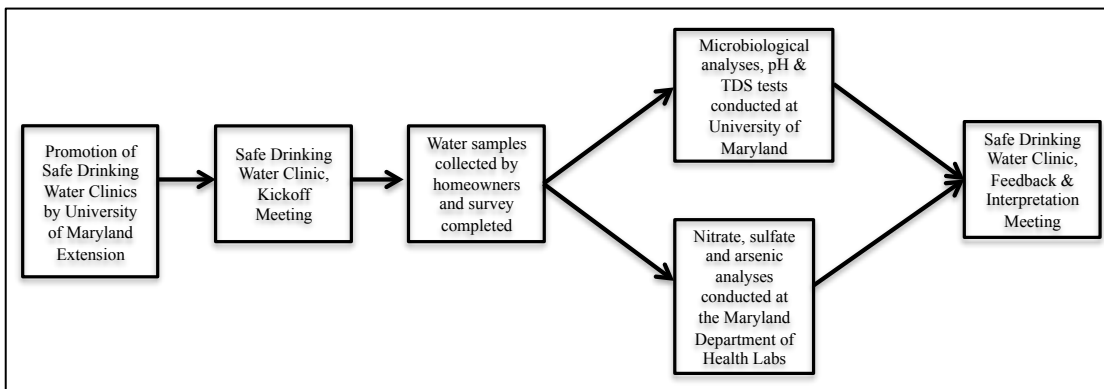 Promotion of
Safe Drinking
Water Clinics
by University
of Maryland
Extension
Safe Drinking
Water Clinic,
Kickoff
Meeting
Water samples
collected by
homeowners
and survey
completed
Microbiological
analyses, pH &
TDS tests
conducted at
University of
Maryland
Nitrate, sulfate
and arsenic
analyses
conducted at
the Maryland
Department of
Health Labs
Safe Drinking
Water Clinic,
Feedback &
Interpretation
Meeting